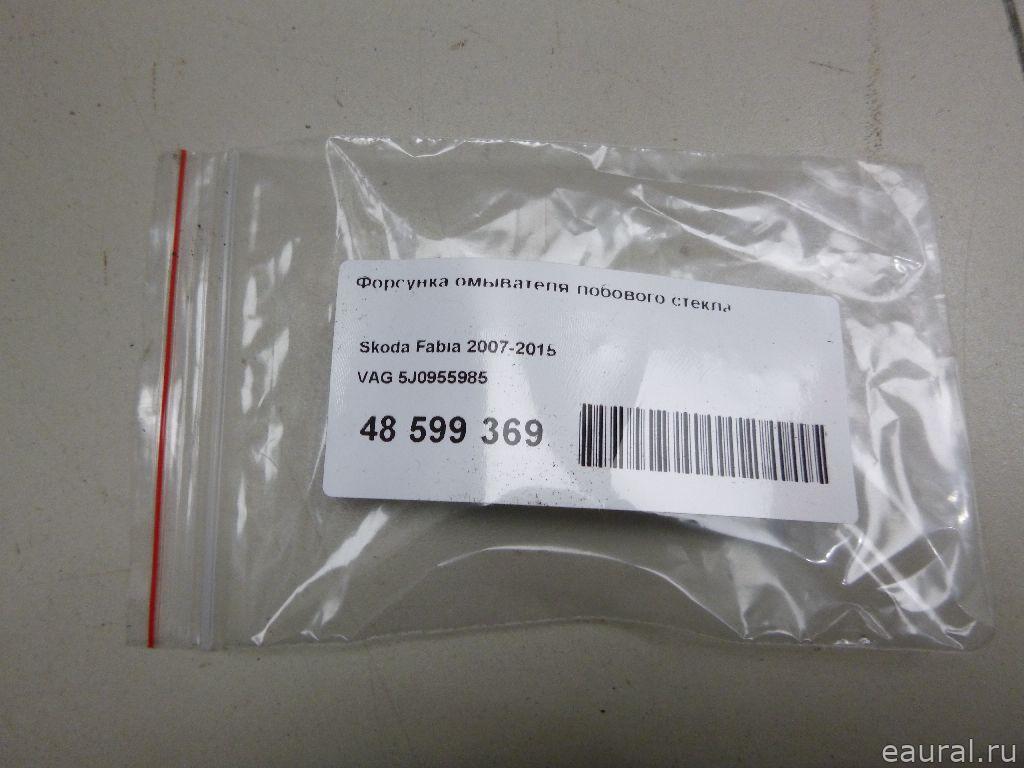 Форсунка омывателя лобового стекла
Skoda Fabia 2007-2015
VAG 5J0955985
48 599 369
eaural.ru